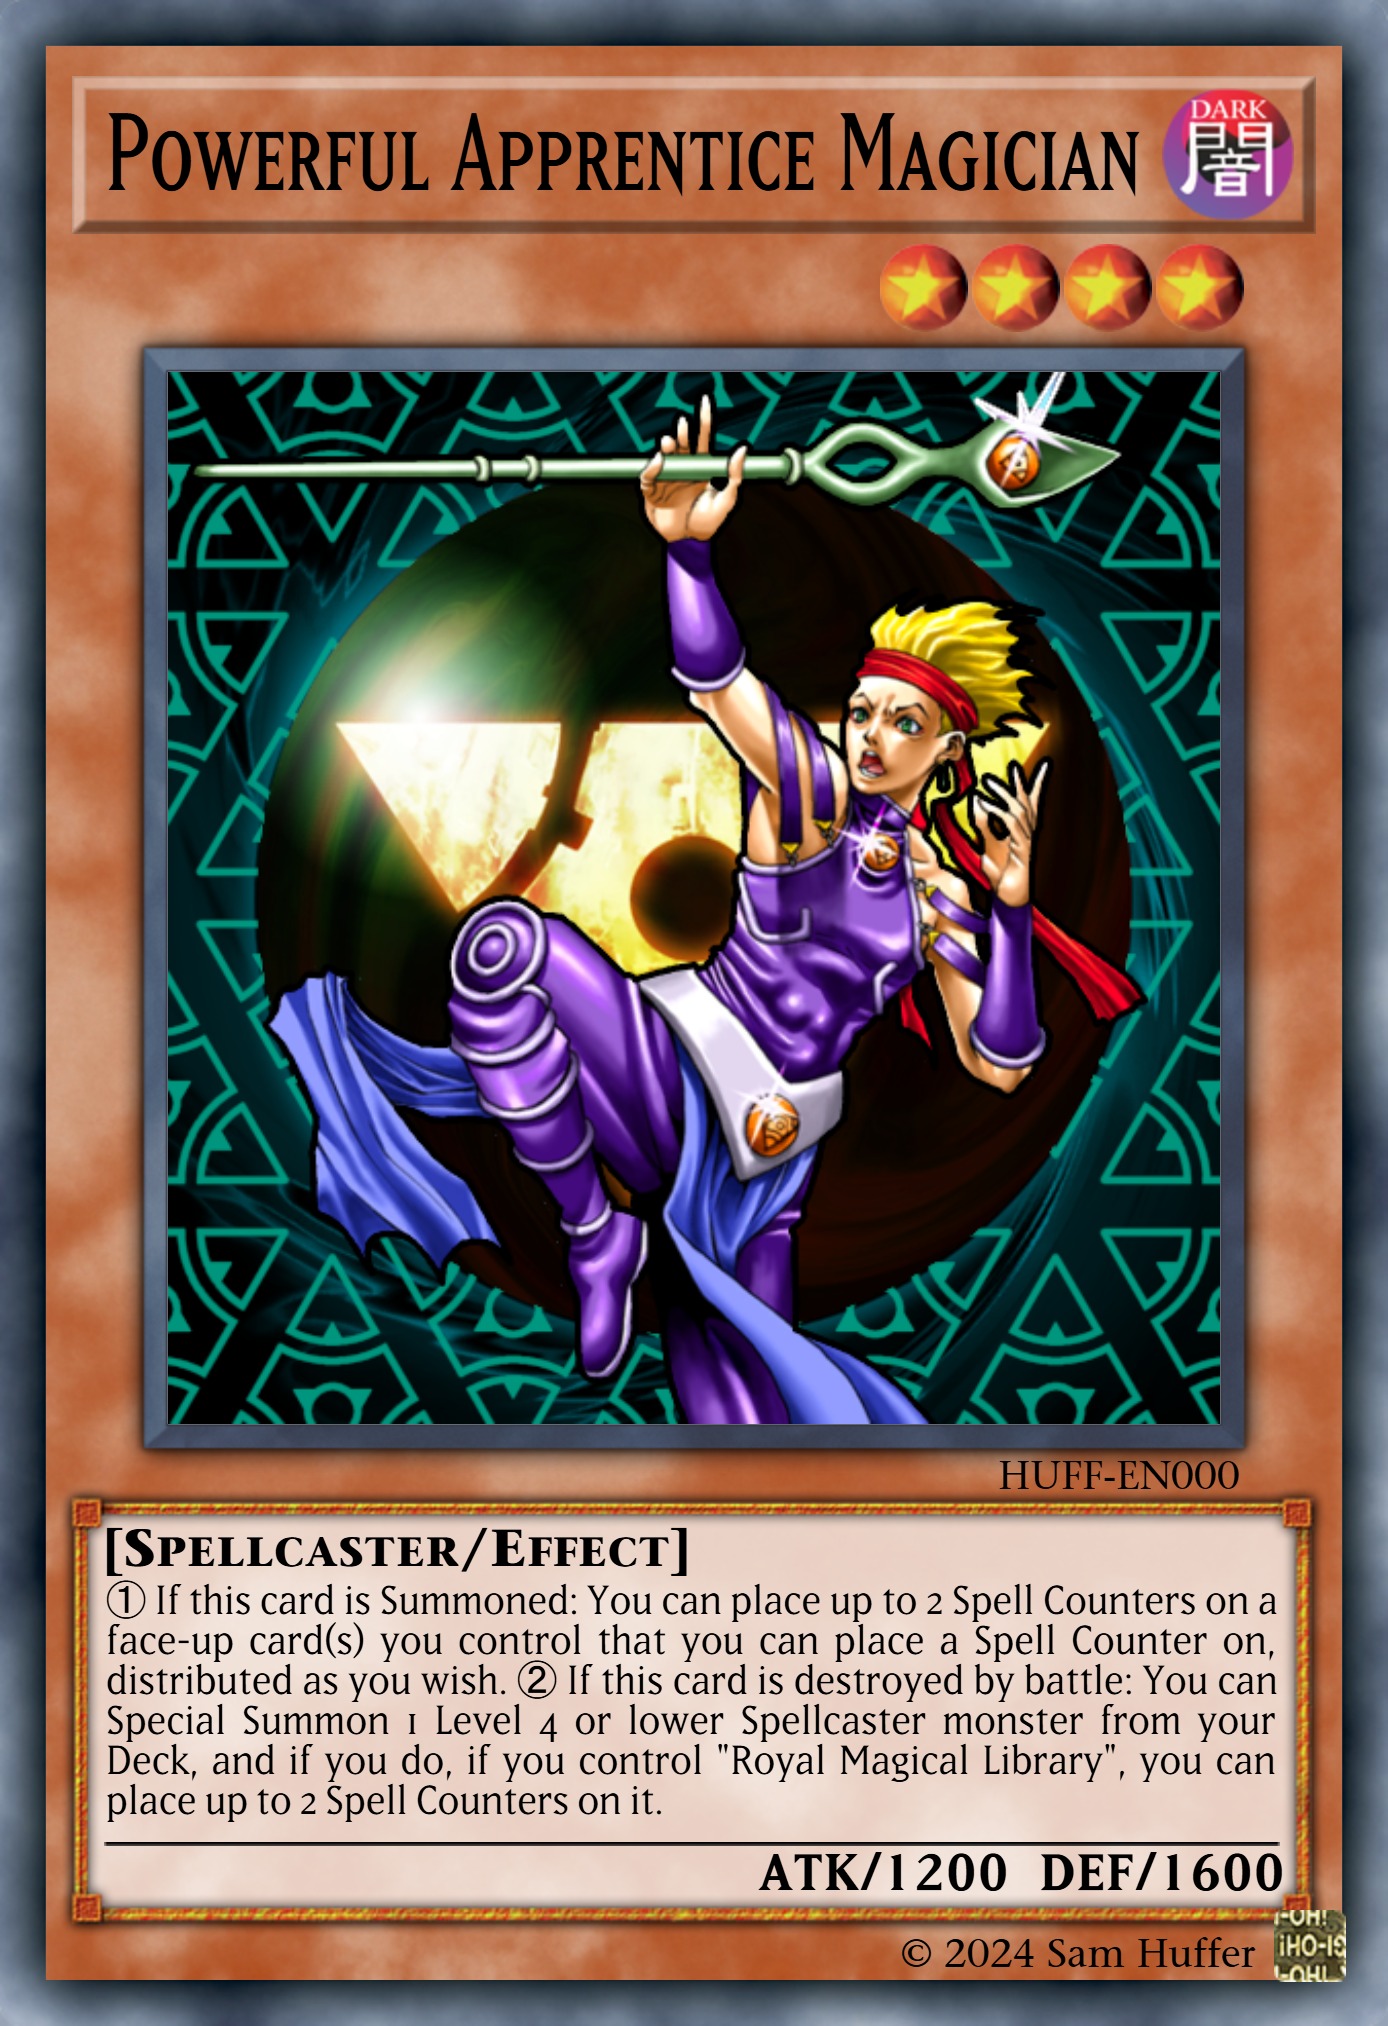 Powerful Apprentice Magician
DARK
闇
HUFF-EN000
[Spellcaster/Effect]
① If this card is Summoned: You can place up to 2 Spell Counters on a
face-up card(s) you control that you can place a Spell Counter on,
distributed as you wish. ② If this card is destroyed by battle: You can
Special Summon 1 Level 4 or lower Spellcaster monster from your
Deck, and if you do, if you control "Royal Magical Library", you can
place up to 2 Spell Counters on it.
ATK/1200 DEF/1600
© 2024 Sam Huffer
-OH!
iHO-IS